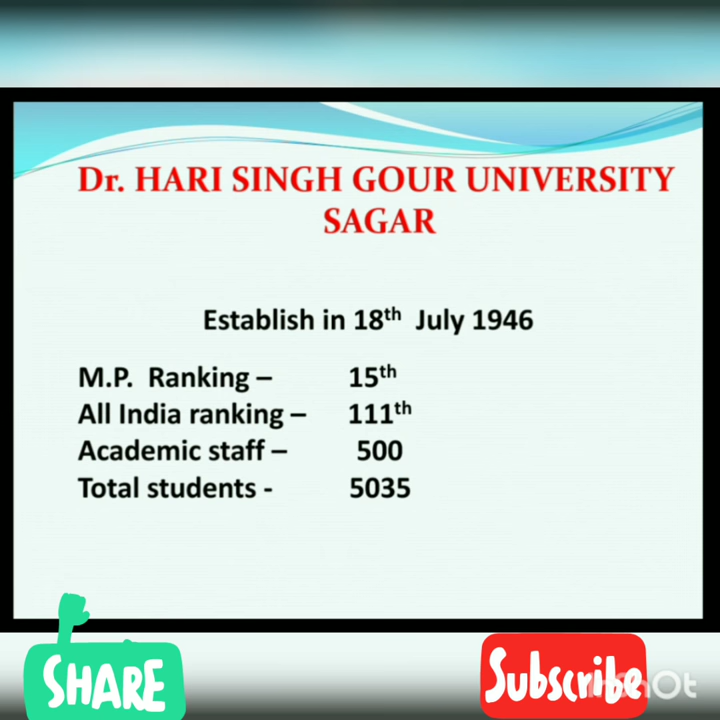 Dr. HARI SINGH GOUR UNIVERSITY
SAGAR
Establish in 18th July 1946
M.P. Ranking – 15th
All India ranking – 111th
Academic staff – 500
Total students - 5035
SHARE
Subscribe